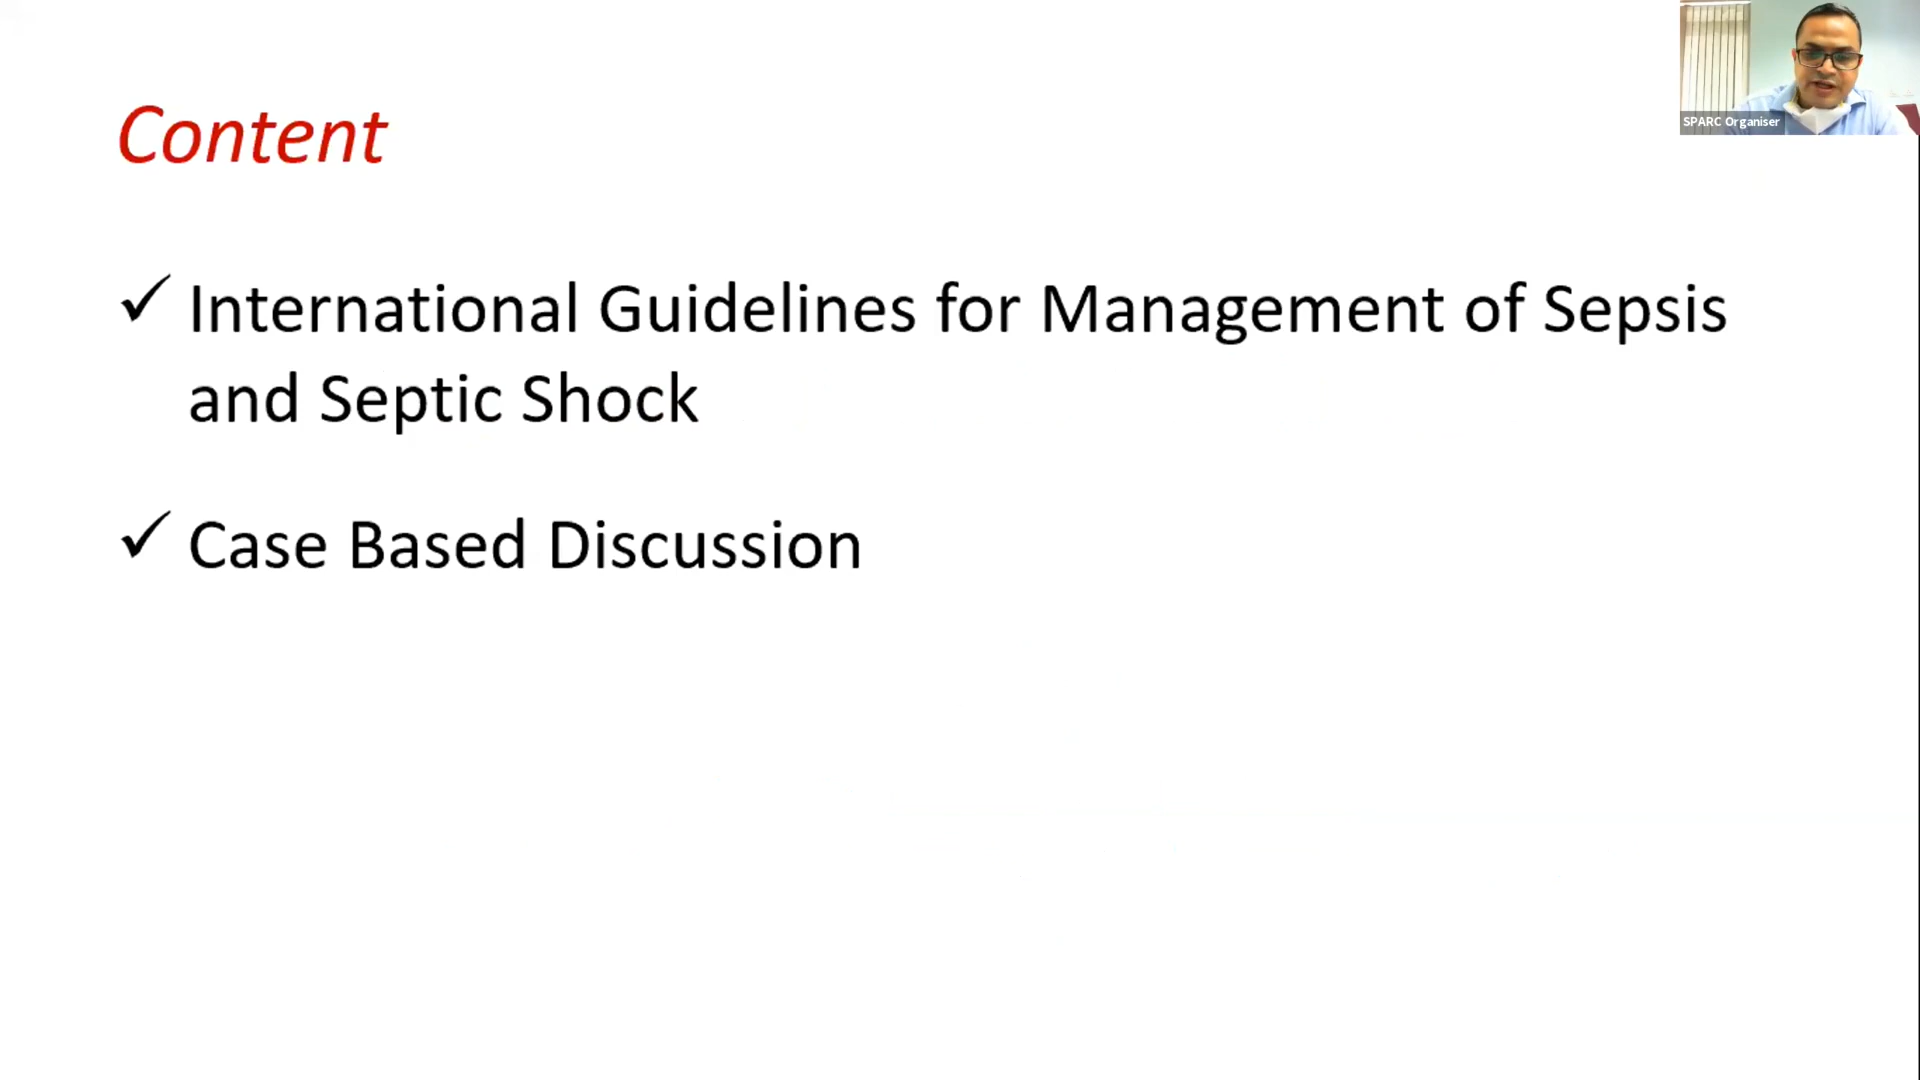 Content
SPARC Organiser
✓ International Guidelines for Management of Sepsis
and Septic Shock
✓ Case Based Discussion